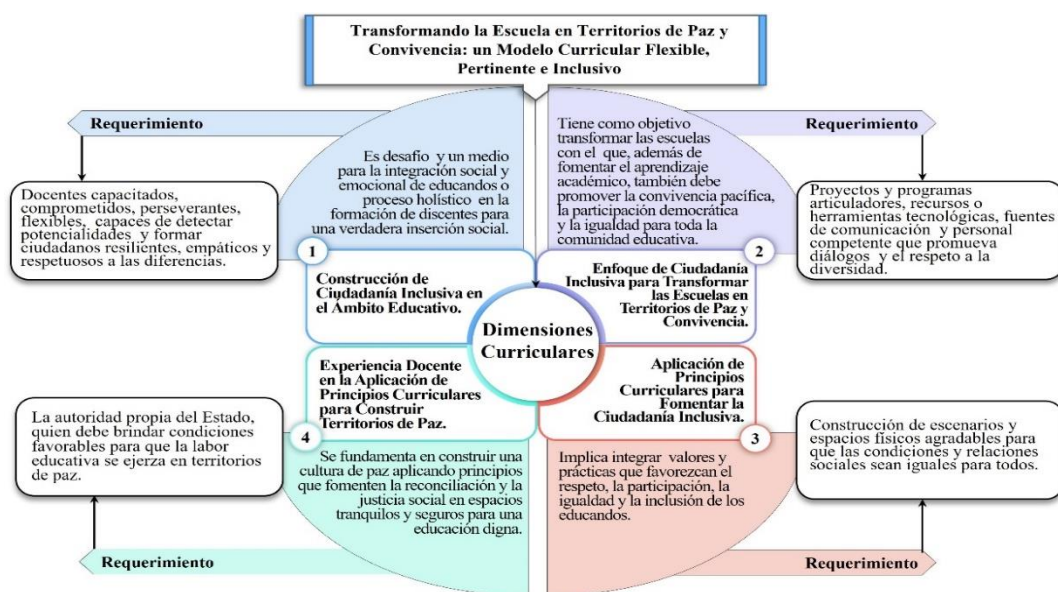 Transformando la Escuela en Territorios de Paz y
Convivencia: un Modelo Curricular Flexible,
Pertinente e Inclusivo
Requerimiento
Docentes capacitados,
comprometidos, perseverantes,
flexibles, capaces de detectar
potencialidades y formar
ciudadanos resilientes, empáticos y
respetuosos a las diferencias.
Es desafío y un medio
para la integración social y
emocional de educandos o
proceso holístico en la
formación de discentes para
una verdadera inserción social.
1
Construcción de
Ciudadanía Inclusiva en
el Ámbito Educativo.
Tiene como objetivo
transformar las escuelas
con el que, además de
fomentar el aprendizaje
académico, también debe
promover la convivencia pacífica,
la participación democrática
y la igualdad para toda la
comunidad educativa.
Requerimiento
Proyectos y programas
articuladores, recursos o
herramientas tecnológicas, fuentes
de comunicación y personal
competente que promueva
diálogos y el respeto a la
diversidad.
2
Enfoque de Ciudadanía
Inclusiva para Transformar
las Escuelas en
Territorios de Paz y
Convivencia.
Dimensiones
Curriculares
Experiencia Docente
en la Aplicación de
Principios Curriculares
para Construir
Territorios de Paz.
4
La autoridad propia del Estado,
quien debe brindar condiciones
favorables para que la labor
educativa se ejerza en territorios
de paz.
Se fundamenta en construir una
cultura de paz aplicando principios
que fomenten la reconciliación y la
justicia social en espacios
tranquilos y seguros para una
educación digna.
Requerimiento
Aplicación de
Principios
Curriculares para
Fomentar la
Ciudadanía Inclusiva.
3
Implica integrar valores y
prácticas que favorezcan el
respeto, la participación, la
igualdad y la inclusión de los
educandos.
Construcción de escenarios y
espacios físicos agradables para
que las condiciones y relaciones
sociales sean iguales para todos.
Requerimiento